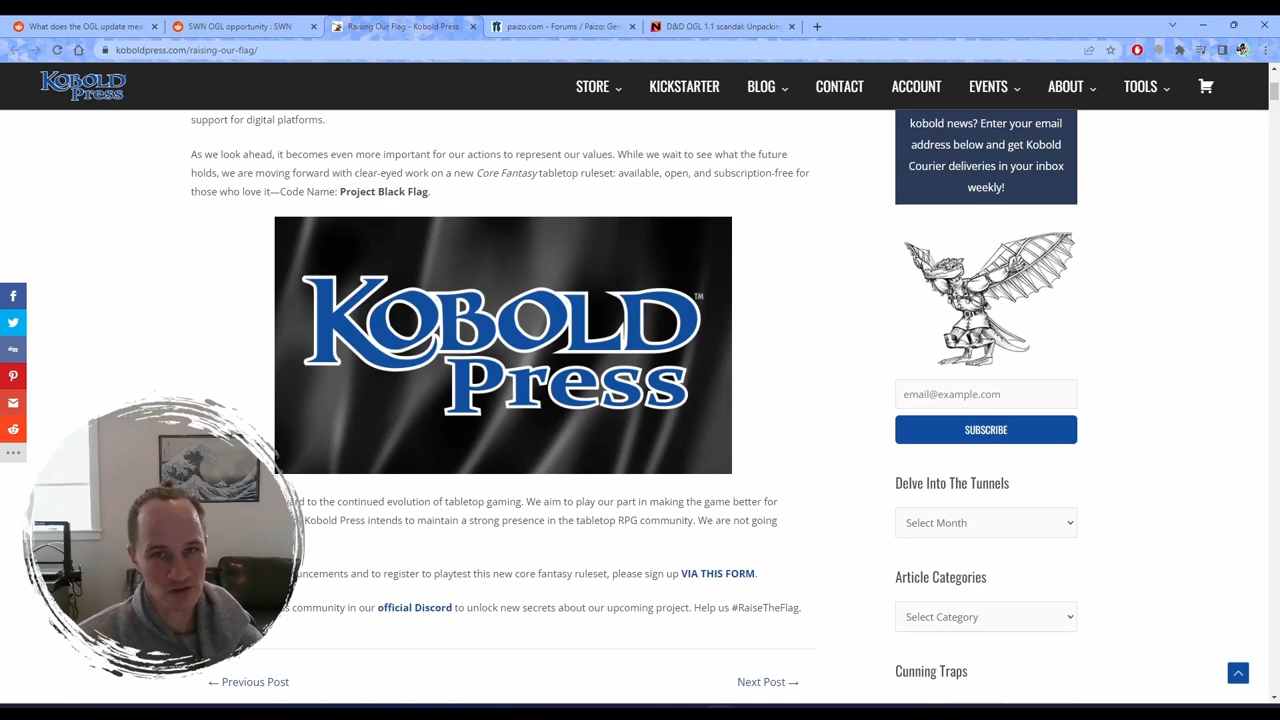 What does the OGL update mea
SWN OGL opportunity : SWN
Raising Our Flag - Kobold Press
paizo.com - Forums / Paizo: Gen
D&D OGL 1.1 scandal: Unpackin
koboldpress.com/raising-our-flag/
KOBOLD Press
STORE
KICKSTARTER
BLOG
CONTACT
ACCOUNT
EVENTS
ABOUT
TOOLS
support for digital platforms.
As we look ahead, it becomes even more important for our actions to represent our values. While we wait to see what the future
holds, we are moving forward with clear-eyed work on a new Core Fantasy tabletop ruleset: available, open, and subscription-free for
those who love it—Code Name: Project Black Flag.
KOBOLD
Press
™
to the continued evolution of tabletop gaming. We aim to play our part in making the game better for
Kobold Press intends to maintain a strong presence in the tabletop RPG community. We are not going
and to register to playtest this new core fantasy ruleset, please sign up VIA THIS FORM.
community in our official Discord to unlock new secrets about our upcoming project. Help us #RaiseTheFlag.
← Previous Post
Next Post →
kobold news? Enter your email
address below and get Kobold
Courier deliveries in your inbox
weekly!
email@example.com
SUBSCRIBE
Delve Into The Tunnels
Select Month
Article Categories
Select Category
Cunning Traps